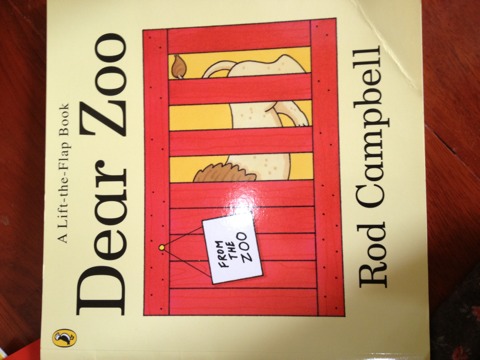 A Lift-the-Flap Book
Dear Zoo
FROM
THE
ZOO
Rod Campbell